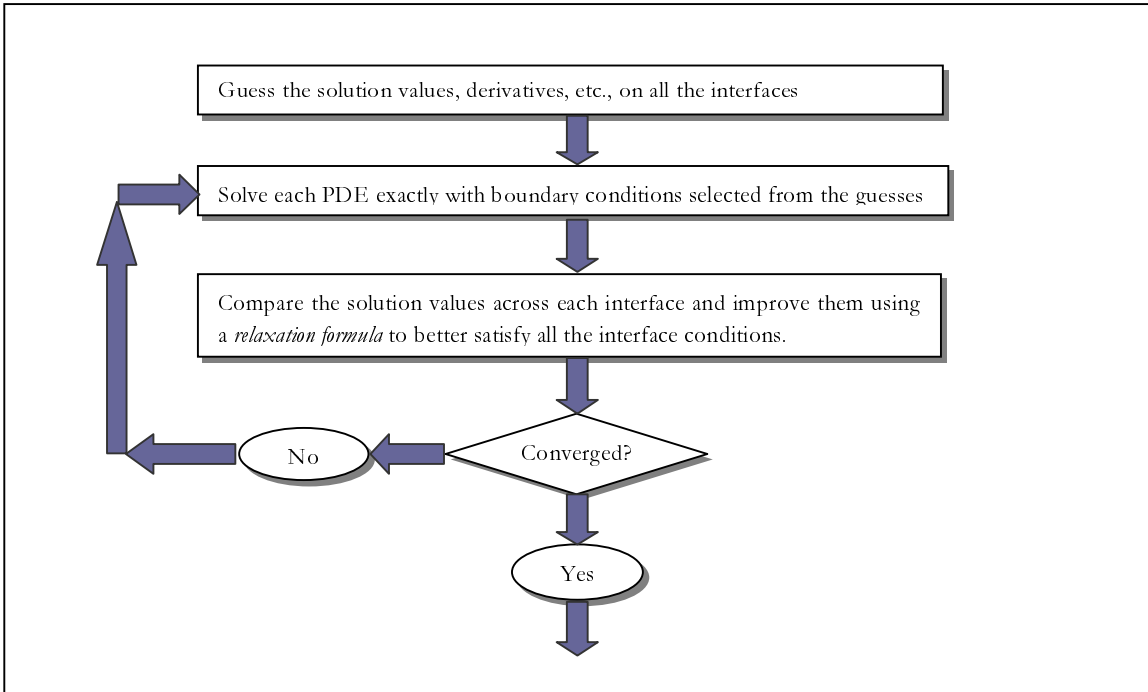 Guess the solution values, derivatives, etc., on all the interfaces
Solve each PDE exactly with boundary conditions selected from the guesses
Compare the solution values across each interface and improve them using
a relaxation formula to better satisfy all the interface conditions.
Converged?
No
Yes